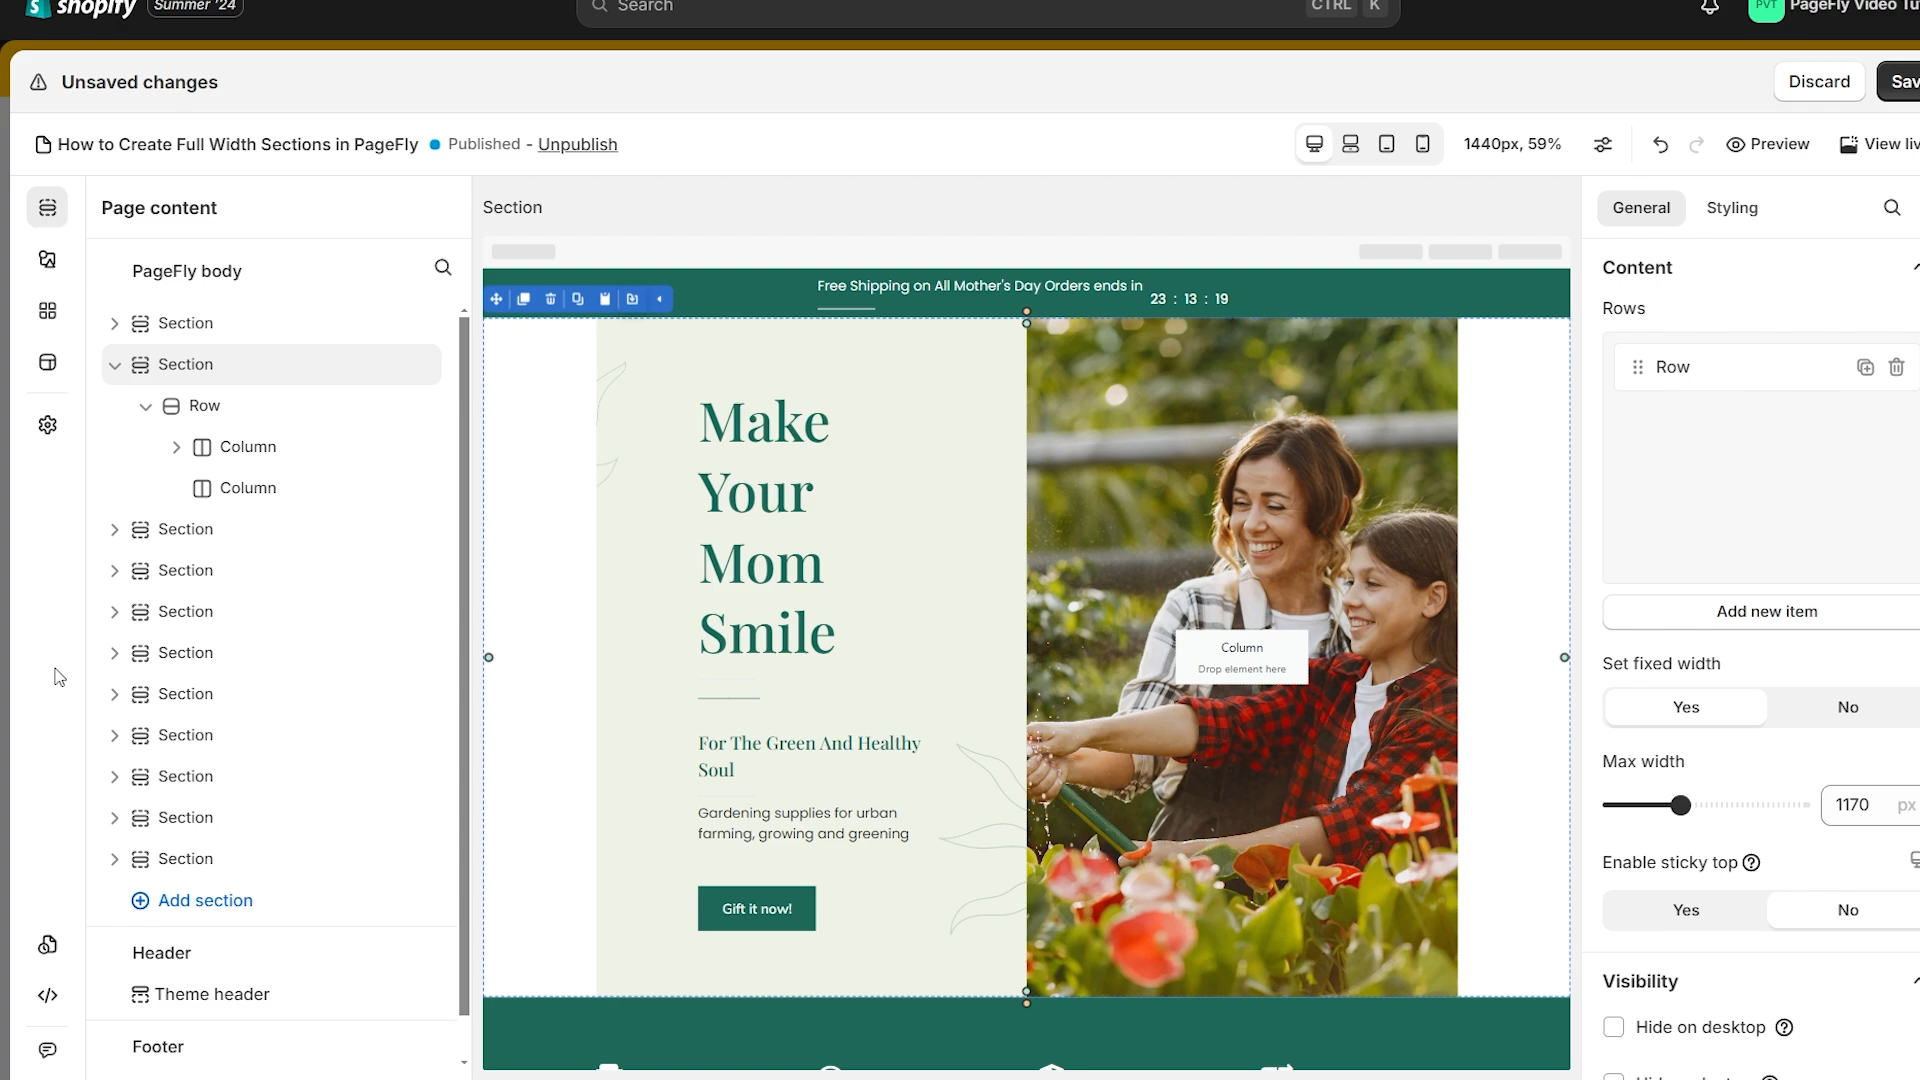 shopify
Summer '24
Search
CTRL K
PVT
PageFly Video Tu
Unsaved changes
Discard
Sav
How to Create Full Width Sections in PageFly
Published - Unpublish
1440px, 59%
Preview
View liv
Page content
Section
General
Styling
PageFly body
Section
Section
Row
Column
Column
Section
Section
Section
Section
Section
Section
Section
Section
Section
Add section
Header
Theme header
Footer
Free Shipping on All Mother's Day Orders ends in
23 : 13 : 19
Make
Your
Mom
Smile
For The Green And Healthy
Soul
Gardening supplies for urban
farming, growing and greening
Gift it now!
Column
Drop element here
Content
Rows
Row
Add new item
Set fixed width
Yes
No
Max width
1170 px
Enable sticky top
Yes
No
Visibility
Hide on desktop